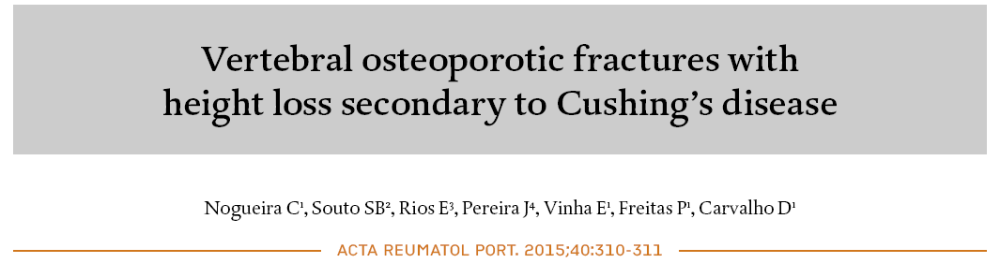 Vertebral osteoporotic fractures with
height loss secondary to Cushing’s disease
Nogueira C¹, Souto SB², Rios E³, Pereira J⁴, Vinha E¹, Freitas P¹, Carvalho D¹
ACTA REUMATOL PORT. 2015;40:310-311